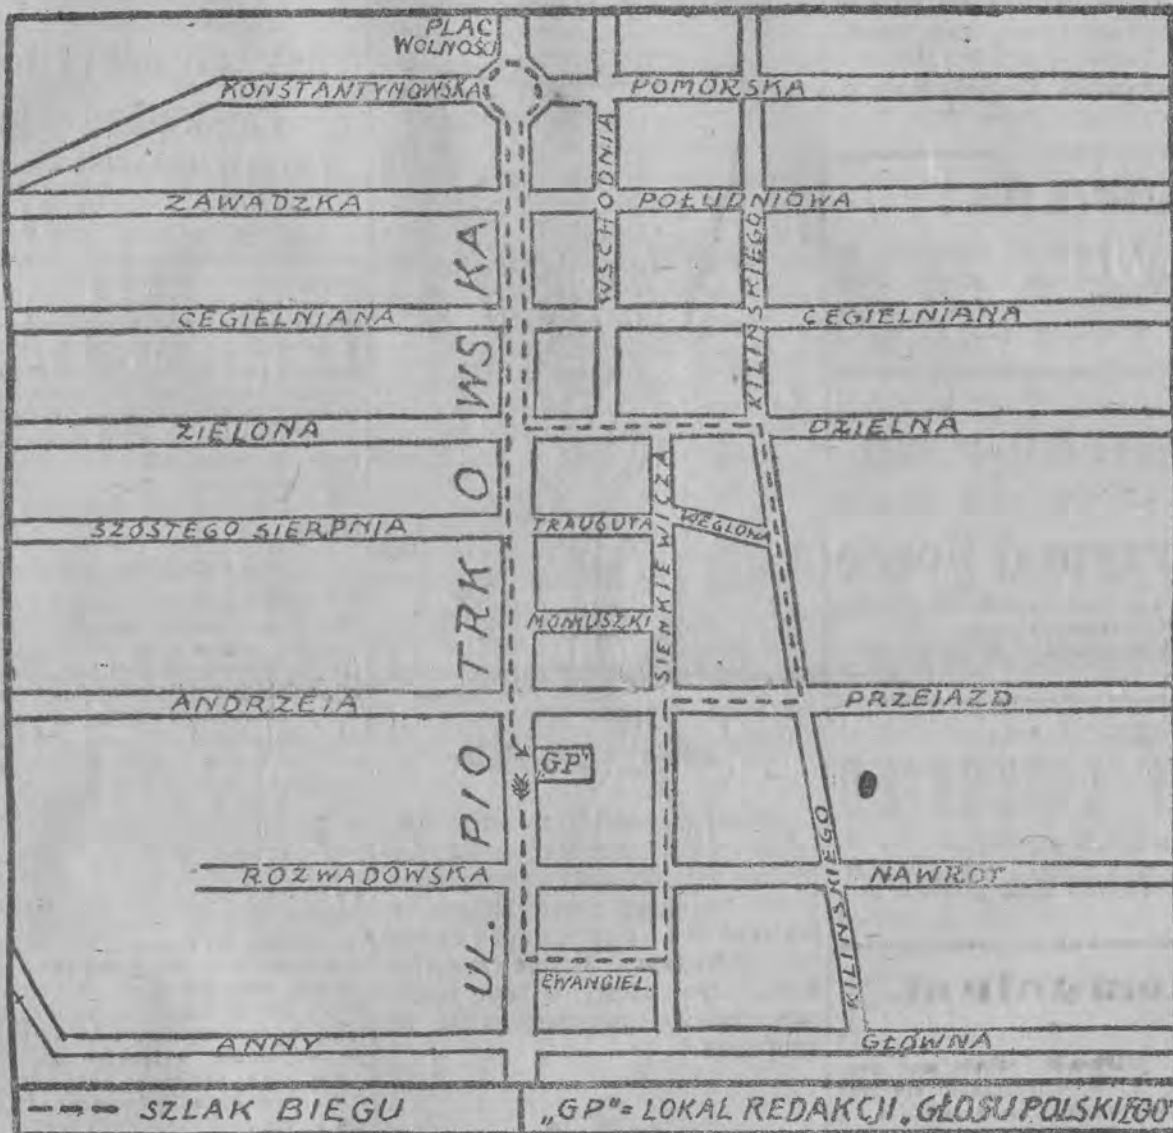 PLAC
WOLNOŚCI
KONSTANTYNOWSKA
POMORSKA
WSCHODNIA
ZAWADZKA
POŁUDNIOWA
KILINSKIEGO
CEGIELNIANA
CEGIELNIANA
ZIELONA
DZIELNA
SIENKIEWICZA
SZÓSTEGO SIERPNIA
TRAUGUTA
WĘGLOWA
MONIUSZKI
ANDRZEJA
PRZEJAZD
„GP”
UL. PIOTRKOWSKA
ROZWADOWSKA
NAWROT
KILINSKIEGO
EWANGIEL.
ANNY
GŁÓWNA
SZLAK BIEGU
„GP”= LOKAL REDAKCJI „GŁOSU POLSKIEGO”